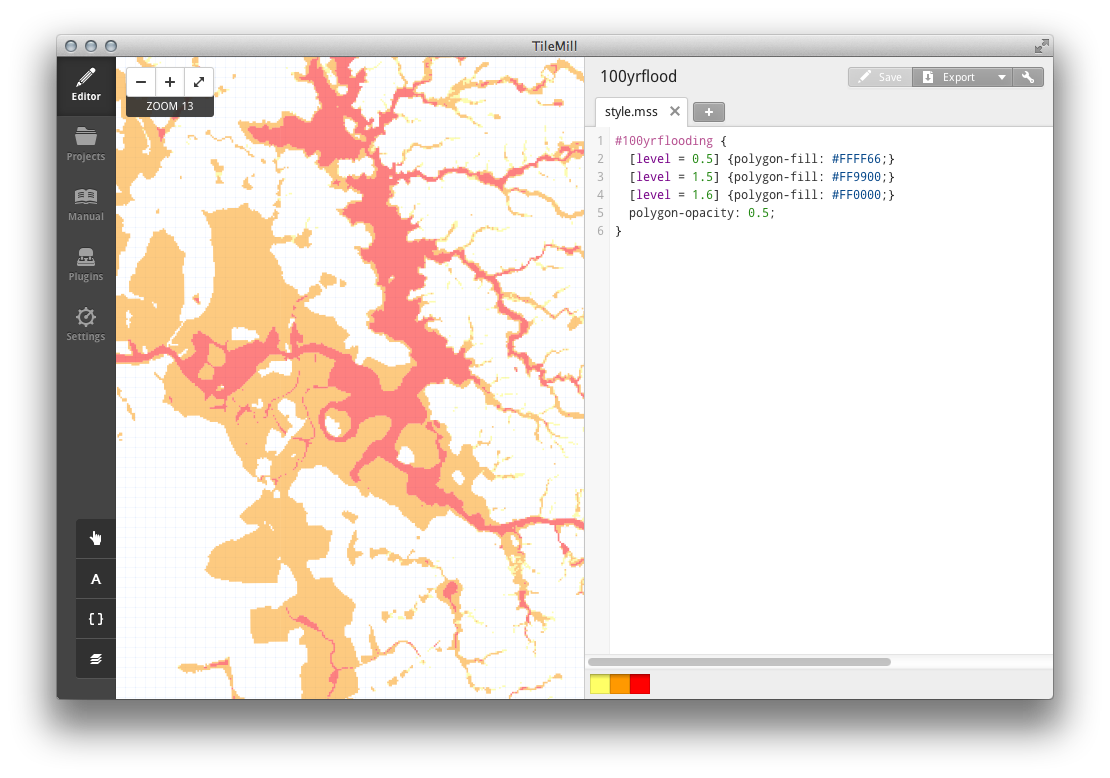 TileMill
Editor
Projects
Manual
Plugins
Settings
ZOOM 13
A
{}
100yrflood
Save
Export
style.mss
1 #100yrflooding {
2 [level = 0.5] {polygon-fill: #FFFF66;}
3 [level = 1.5] {polygon-fill: #FF9900;}
4 [level = 1.6] {polygon-fill: #FF0000;}
5 polygon-opacity: 0.5;
6 }